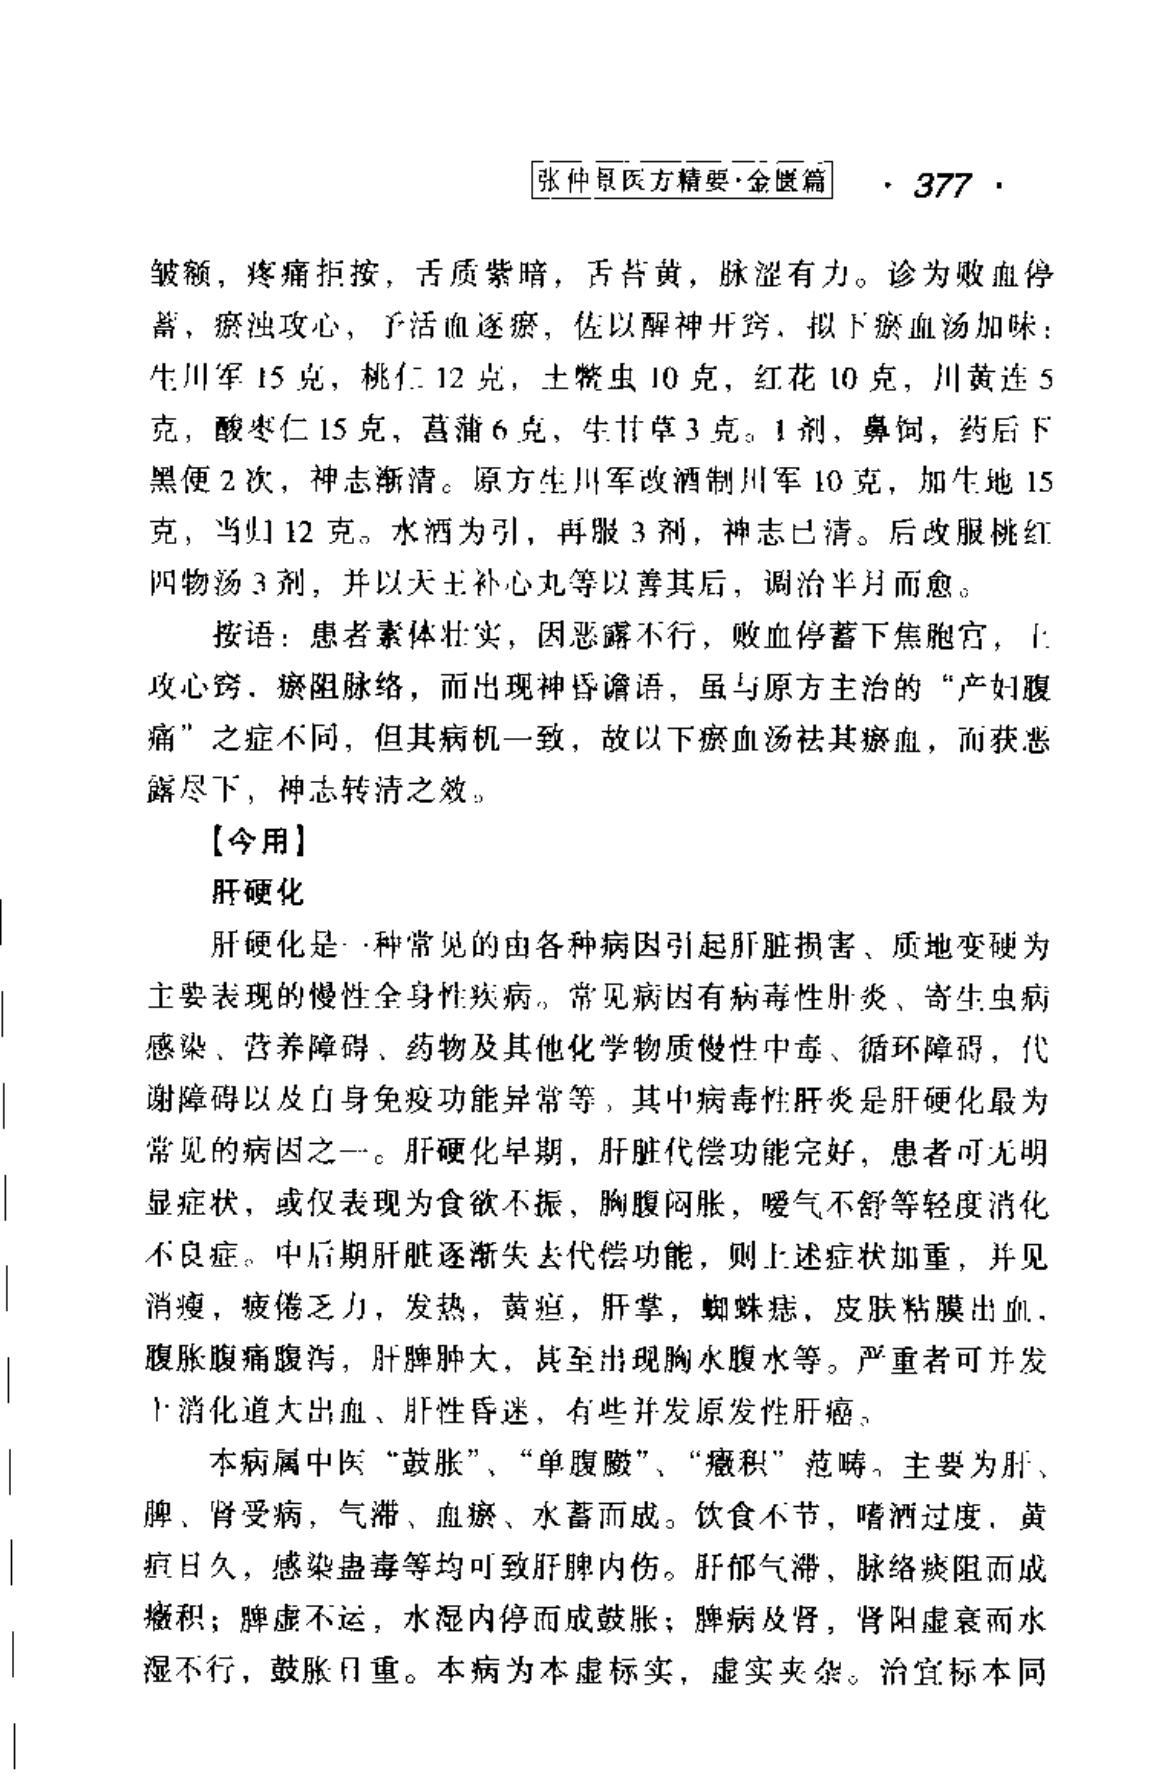 张仲景医方精要·金匮篇 · 377 ·
皱额，疼痛拒按，舌质紫暗，舌苔黄，脉涩有力。诊为败血停
蓄，瘀浊攻心，予活血逐瘀，佐以醒神开窍，拟下瘀血汤加味：
生川军 15 克，桃仁 12 克，土鳖虫 10 克，红花 10 克，川黄连 5
克，酸枣仁 15 克，菖蒲 6 克，生甘草 3 克。1 剂，鼻饲，药后下
黑便 2 次，神志渐清。原方生川军改酒制川军 10 克，加生地 15
克，当归 12 克。水酒为引，再服 3 剂，神志已清。后改服桃红
四物汤 3 剂，并以天王补心丸等以善其后，调治半月而愈。
按语：患者素体壮实，因恶露不行，败血停蓄下焦胞宫，上
攻心窍，瘀阻脉络，而出现神昏谵语，虽与原方主治的“产妇腹
痛”之症不同，但其病机一致，故以下瘀血汤祛其瘀血，而获恶
露尽下，神志转清之效。
【今用】
肝硬化
肝硬化是一种常见的由各种病因引起肝脏损害、质地变硬为
主要表现的慢性全身性疾病。常见病因有病毒性肝炎、寄生虫病
感染、营养障碍、药物及其他化学物质慢性中毒、循环障碍，代
谢障碍以及自身免疫功能异常等，其中病毒性肝炎是肝硬化最为
常见的病因之一。肝硬化早期，肝脏代偿功能完好，患者可无明
显症状，或仅表现为食欲不振，胸腹闷胀，嗳气不舒等轻度消化
不良症。中后期肝脏逐渐失去代偿功能，则上述症状加重，并见
消瘦，疲倦乏力，发热，黄疸，肝掌，蜘蛛痣，皮肤粘膜出血，
腹胀腹痛腹泻，肝脾肿大，甚至出现胸水腹水等。严重者可并发
上消化道大出血、肝性昏迷，有些并发原发性肝癌。
本病属中医“鼓胀”、“单腹臌”、“癥积”范畴。主要为肝、
脾、肾受病，气滞、血瘀、水蓄而成。饮食不节，嗜酒过度，黄
疸日久，感染蛊毒等均可致肝脾内伤。肝郁气滞，脉络瘀阻而成
癥积；脾虚不运，水湿内停而成鼓胀；脾病及肾，肾阳虚衰而水
湿不行，鼓胀日重。本病为本虚标实，虚实夹杂。治宜标本同